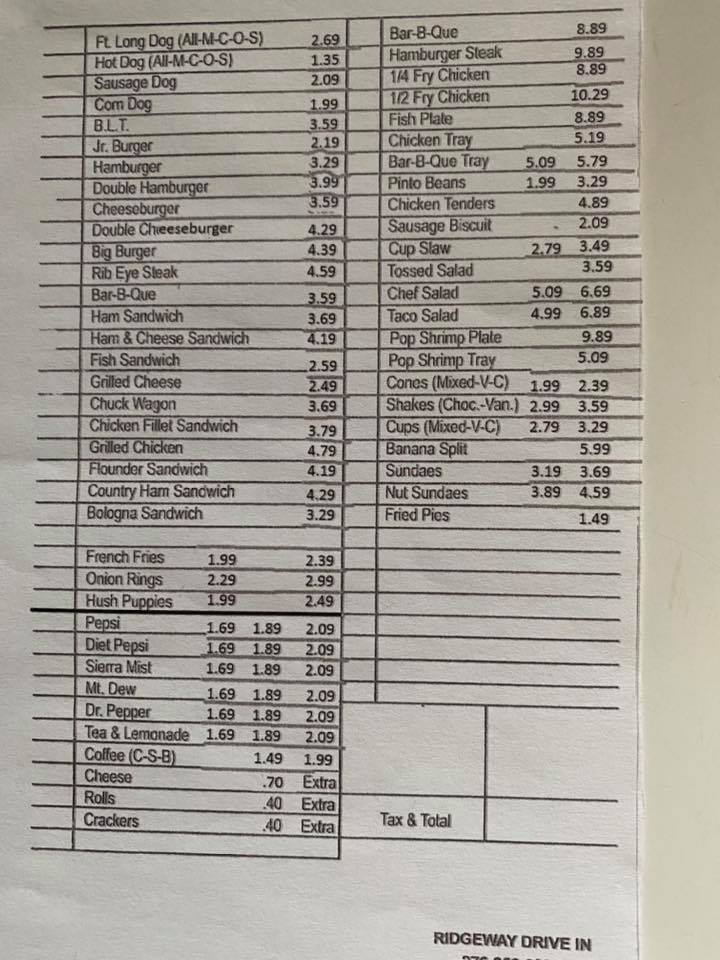 Ft. Long Dog (All-M-C-O-S) 2.69
Hot Dog (All-M-C-O-S) 1.35
Sausage Dog 2.09
Corn Dog 1.99
B.L.T. 3.59
Jr. Burger 2.19
Hamburger 3.29
Double Hamburger 3.99
Cheeseburger 3.59
Double Cheeseburger 4.29
Big Burger 4.39
Rib Eye Steak 4.59
Bar-B-Que 3.59
Ham Sandwich 3.69
Ham & Cheese Sandwich 4.19
Fish Sandwich 2.59
Grilled Cheese 2.49
Chuck Wagon 3.69
Chicken Fillet Sandwich 3.79
Grilled Chicken 4.79
Flounder Sandwich 4.19
Country Ham Sandwich 4.29
Bologna Sandwich 3.29
French Fries 1.99 2.39
Onion Rings 2.29 2.99
Hush Puppies 1.99 2.49
Pepsi 1.69 1.89 2.09
Diet Pepsi 1.69 1.89 2.09
Sierra Mist 1.69 1.89 2.09
Mt. Dew 1.69 1.89 2.09
Dr. Pepper 1.69 1.89 2.09
Tea & Lemonade 1.69 1.89 2.09
Coffee (C-S-B) 1.49 1.99
Cheese .70 Extra
Rolls .40 Extra
Crackers .40 Extra
Bar-B-Que 8.89
Hamburger Steak 9.89
1/4 Fry Chicken 8.89
1/2 Fry Chicken 10.29
Fish Plate 8.89
Chicken Tray 5.19
Bar-B-Que Tray 5.09 5.79
Pinto Beans 1.99 3.29
Chicken Tenders 4.89
Sausage Biscuit 2.09
Cup Slaw 2.79 3.49
Tossed Salad 3.59
Chef Salad 5.09 6.69
Taco Salad 4.99 6.89
Pop Shrimp Plate 9.89
Pop Shrimp Tray 5.09
Cones (Mixed-V-C) 1.99 2.39
Shakes (Choc.-Van.) 2.99 3.59
Cups (Mixed-V-C) 2.79 3.29
Banana Split 5.99
Sundaes 3.19 3.69
Nut Sundaes 3.89 4.59
Fried Pies 1.49
Tax & Total
RIDGEWAY DRIVE IN